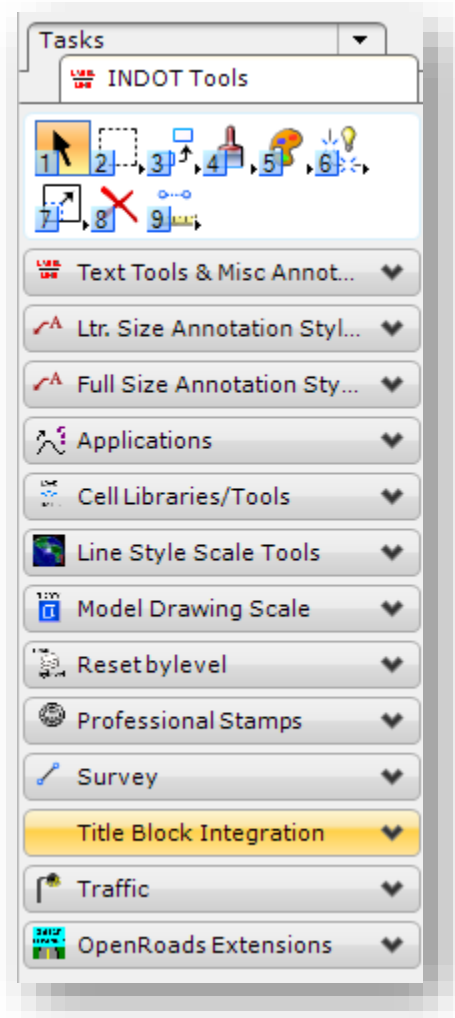 Tasks
INDOT Tools
1 2 3 4 5 6
7 8 9
Text Tools & Misc Annot...
Ltr. Size Annotation Styl...
Full Size Annotation Sty...
Applications
Cell Libraries/Tools
Line Style Scale Tools
Model Drawing Scale
Reset bylevel
Professional Stamps
Survey
Title Block Integration
Traffic
OpenRoads Extensions